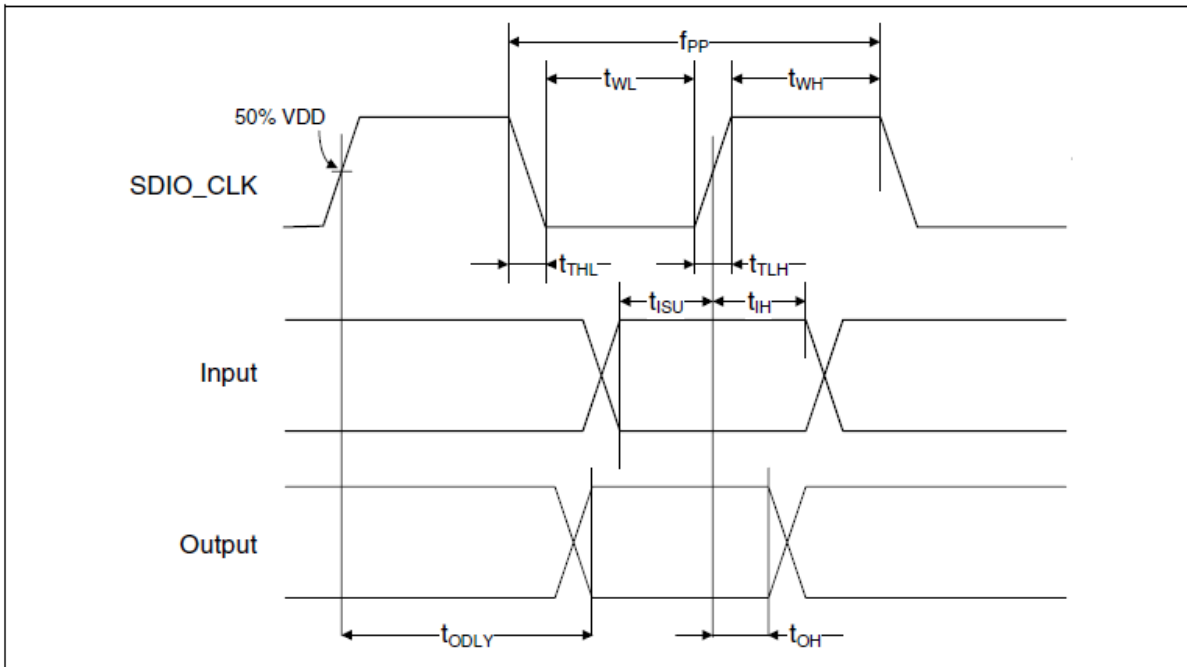 fPP
tWL
tWH
50% VDD
SDIO_CLK
tTHL
tTLH
tISU
tIH
Input
Output
tODLY
tOH